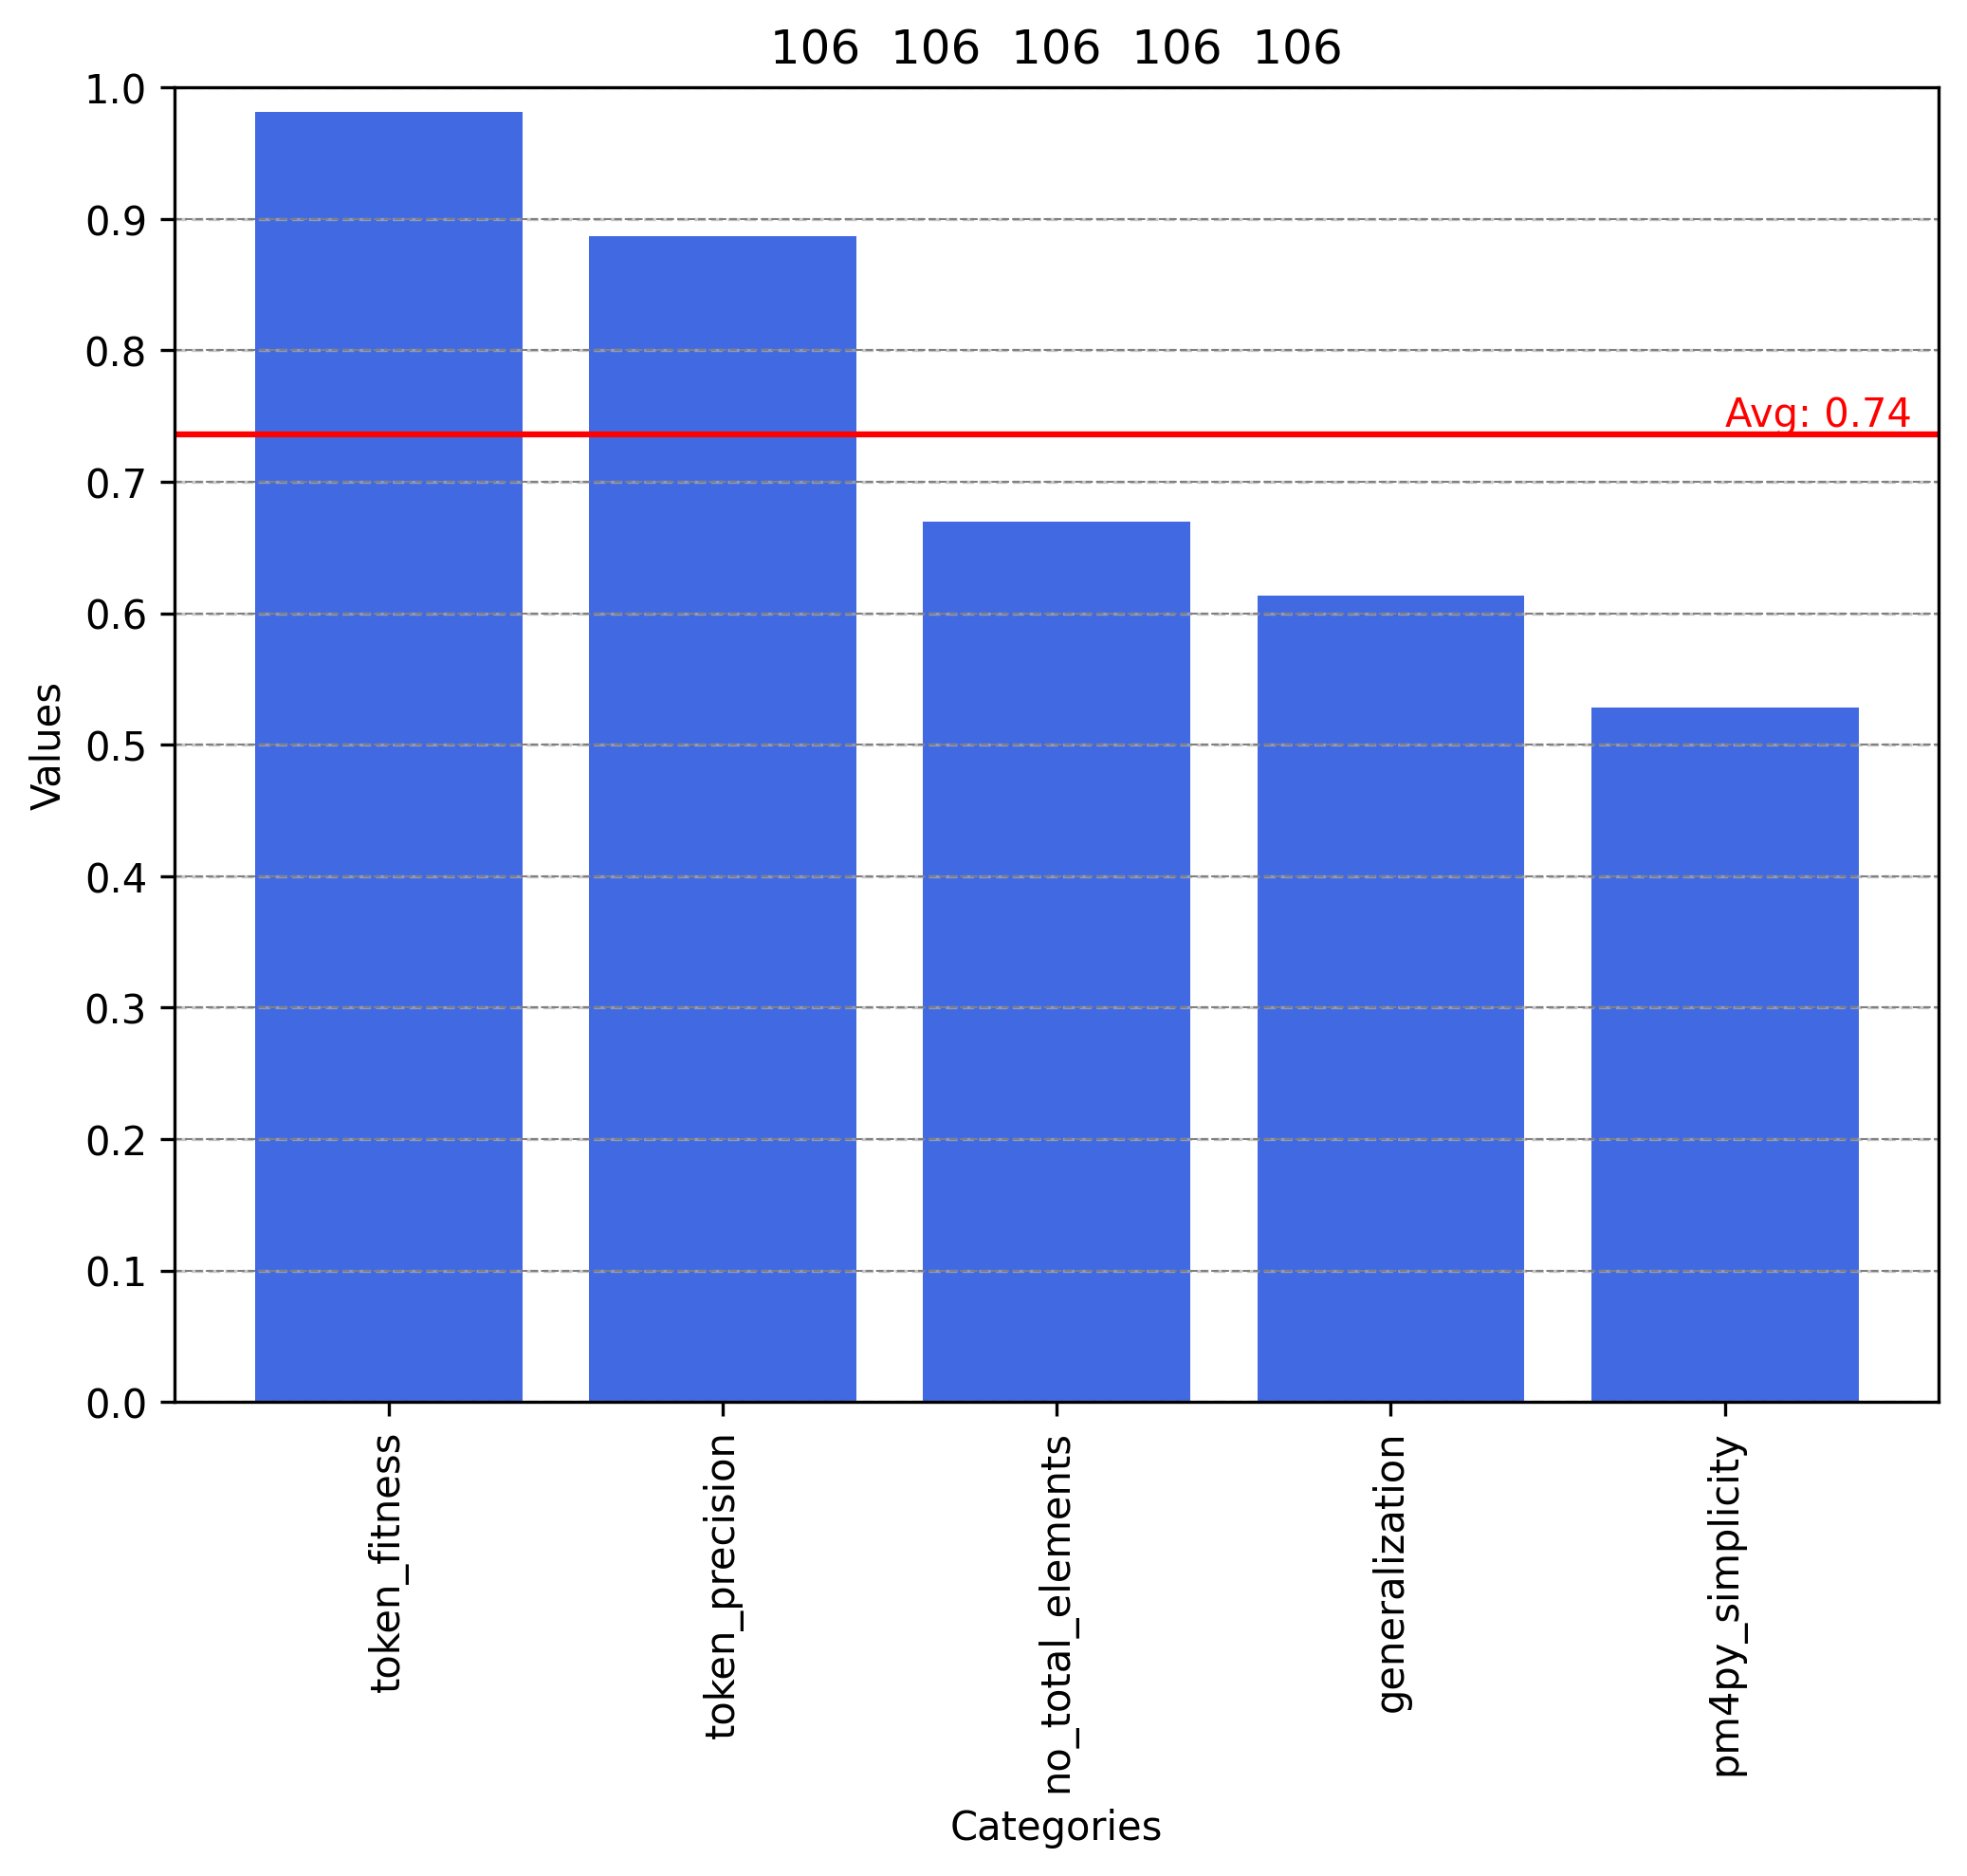 106  106  106  106  106
1.0
0.9
0.8
Avg: 0.74
0.7
0.6
0.5
0.4
0.3
0.2
0.1
0.0
Values
token_fitness
token_precision
no_total_elements
generalization
pm4py_simplicity
Categories